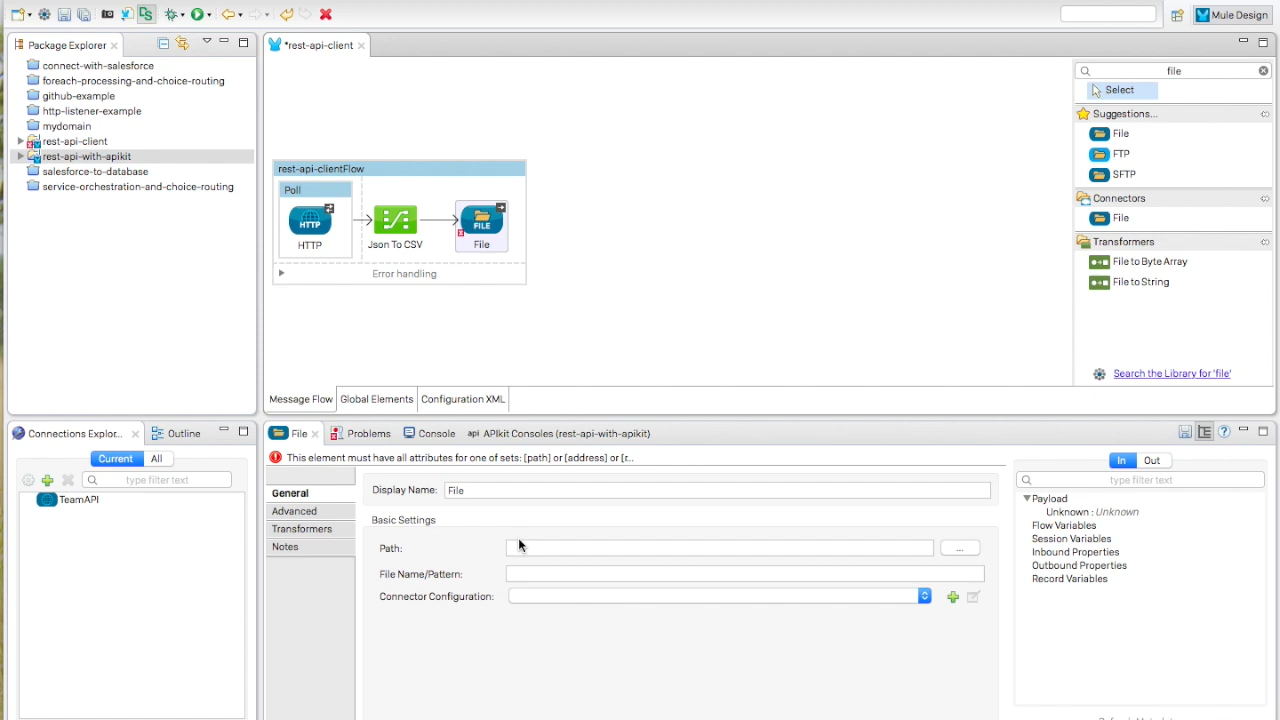 Mule Design
Package Explorer
connect-with-salesforce
foreach-processing-and-choice-routing
github-example
http-listener-example
mydomain
rest-api-client
rest-api-with-apikit
salesforce-to-database
service-orchestration-and-choice-routing
*rest-api-client
rest-api-clientFlow
Poll
HTTP
HTTP
Json To CSV
FILE
File
Error handling
file
Select
Suggestions...
File
FTP
SFTP
Connectors
File
Transformers
File to Byte Array
File to String
Search the Library for 'file'
Message Flow
Global Elements
Configuration XML
Connections Explor...
Outline
Current
All
type filter text
TeamAPI
File
Problems
Console
api APIkit Consoles (rest-api-with-apikit)
This element must have all attributes for one of sets: [path] or [address] or [r...
General
Advanced
Transformers
Notes
Display Name:
File
Basic Settings
Path:
...
File Name/Pattern:
Connector Configuration:
In
Out
type filter text
Payload
Unknown : Unknown
Flow Variables
Session Variables
Inbound Properties
Outbound Properties
Record Variables